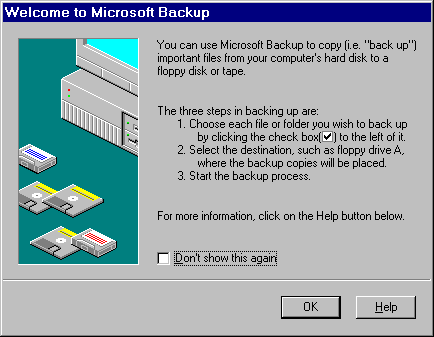 Welcome to Microsoft Backup
You can use Microsoft Backup to copy (i.e. "back up")
important files from your computer's hard disk to a
floppy disk or tape.
The three steps in backing up are:
1. Choose each file or folder you wish to back up
by clicking the check box(☑) to the left of it.
2. Select the destination, such as floppy drive A,
where the backup copies will be placed.
3. Start the backup process.
For more information, click on the Help button below.
Don't show this again
OK
Help